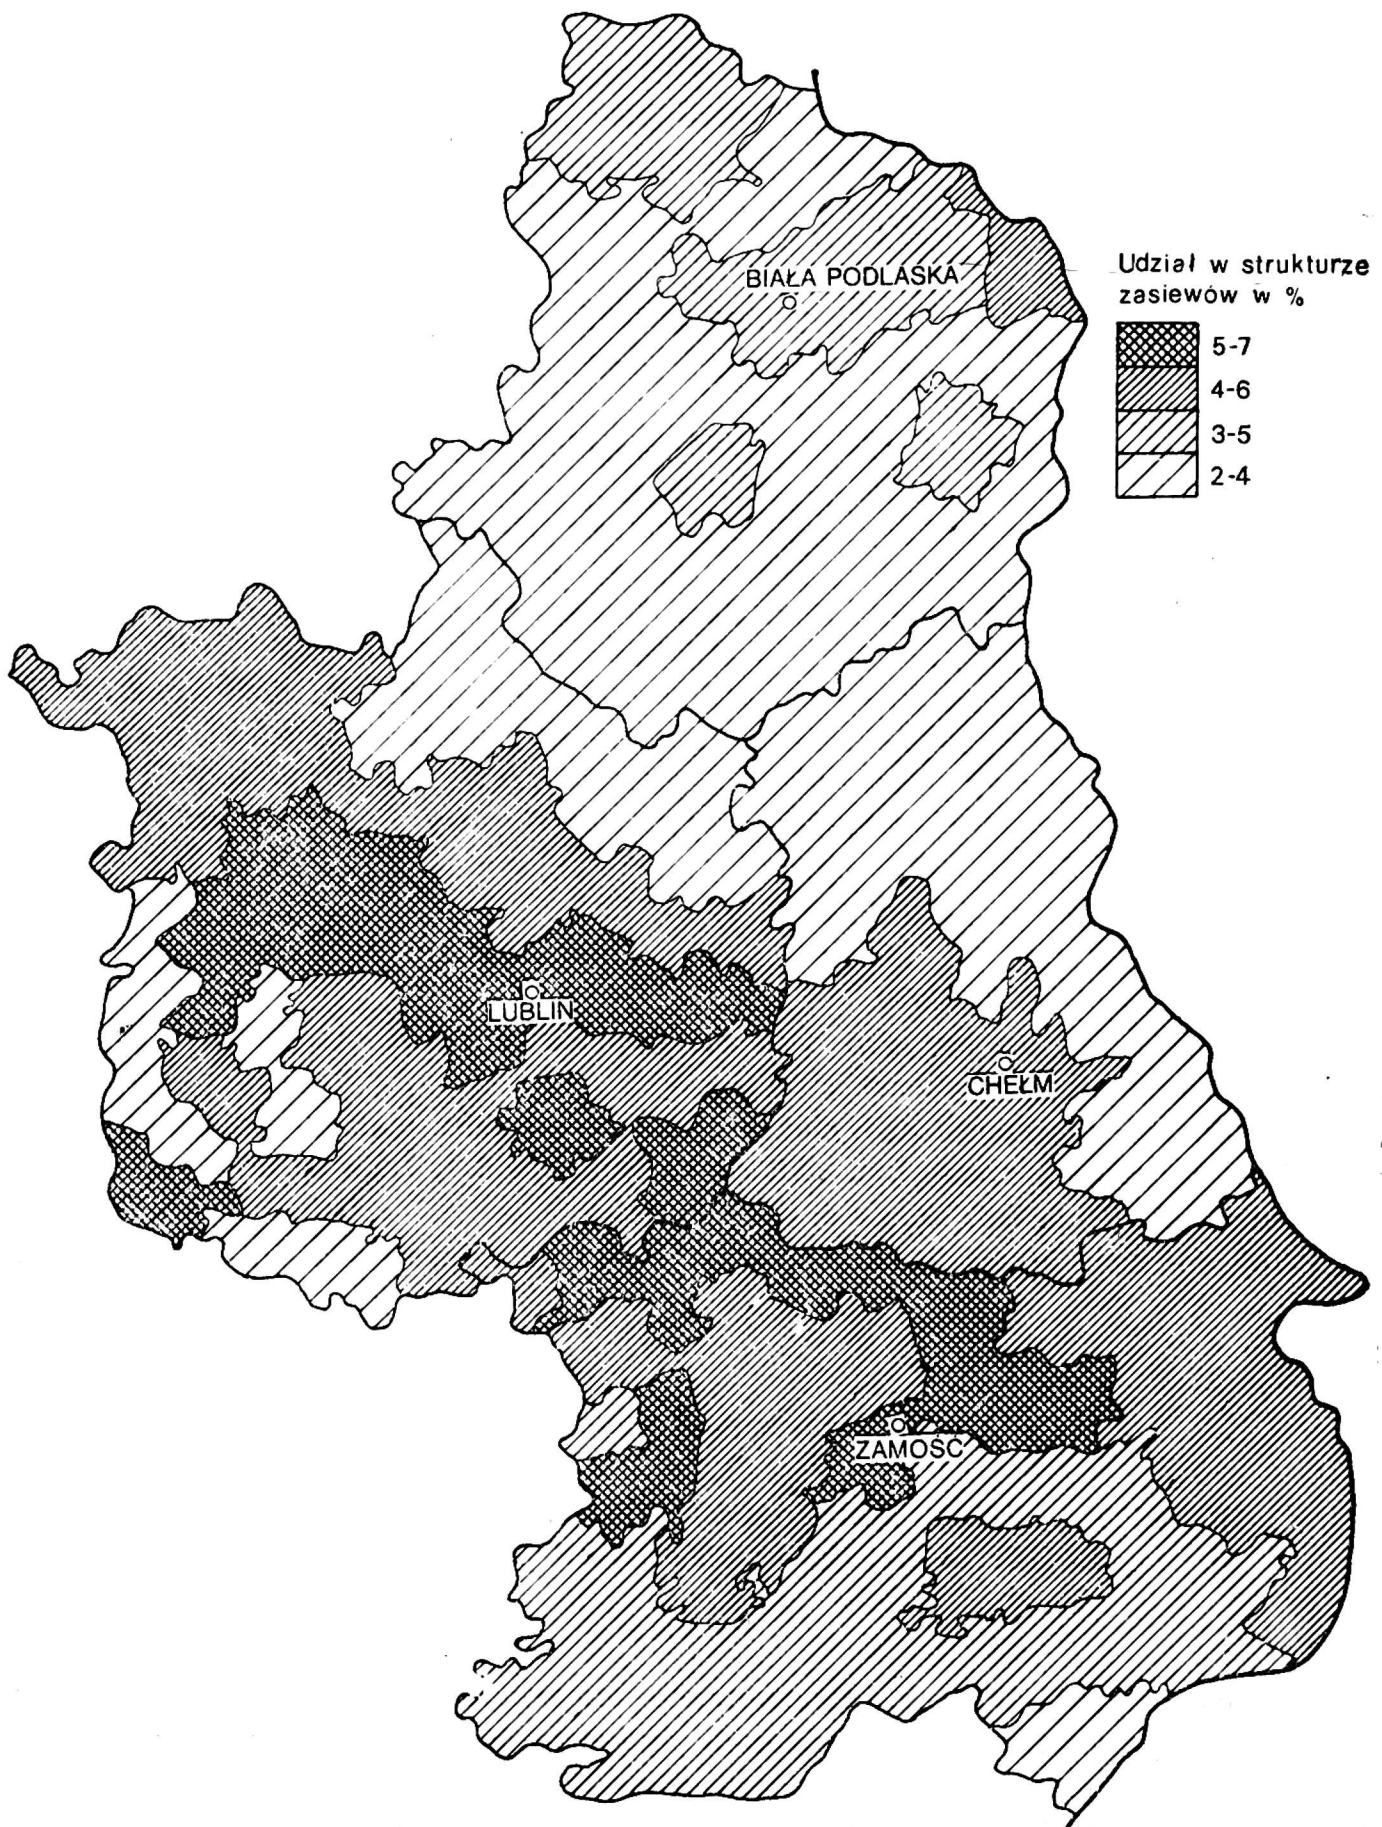 BIAŁA PODLASKA
Udział w strukturze
zasiewów w %
5-7
4-6
3-5
2-4
LUBLIN
CHEŁM
ZAMOŚĆ